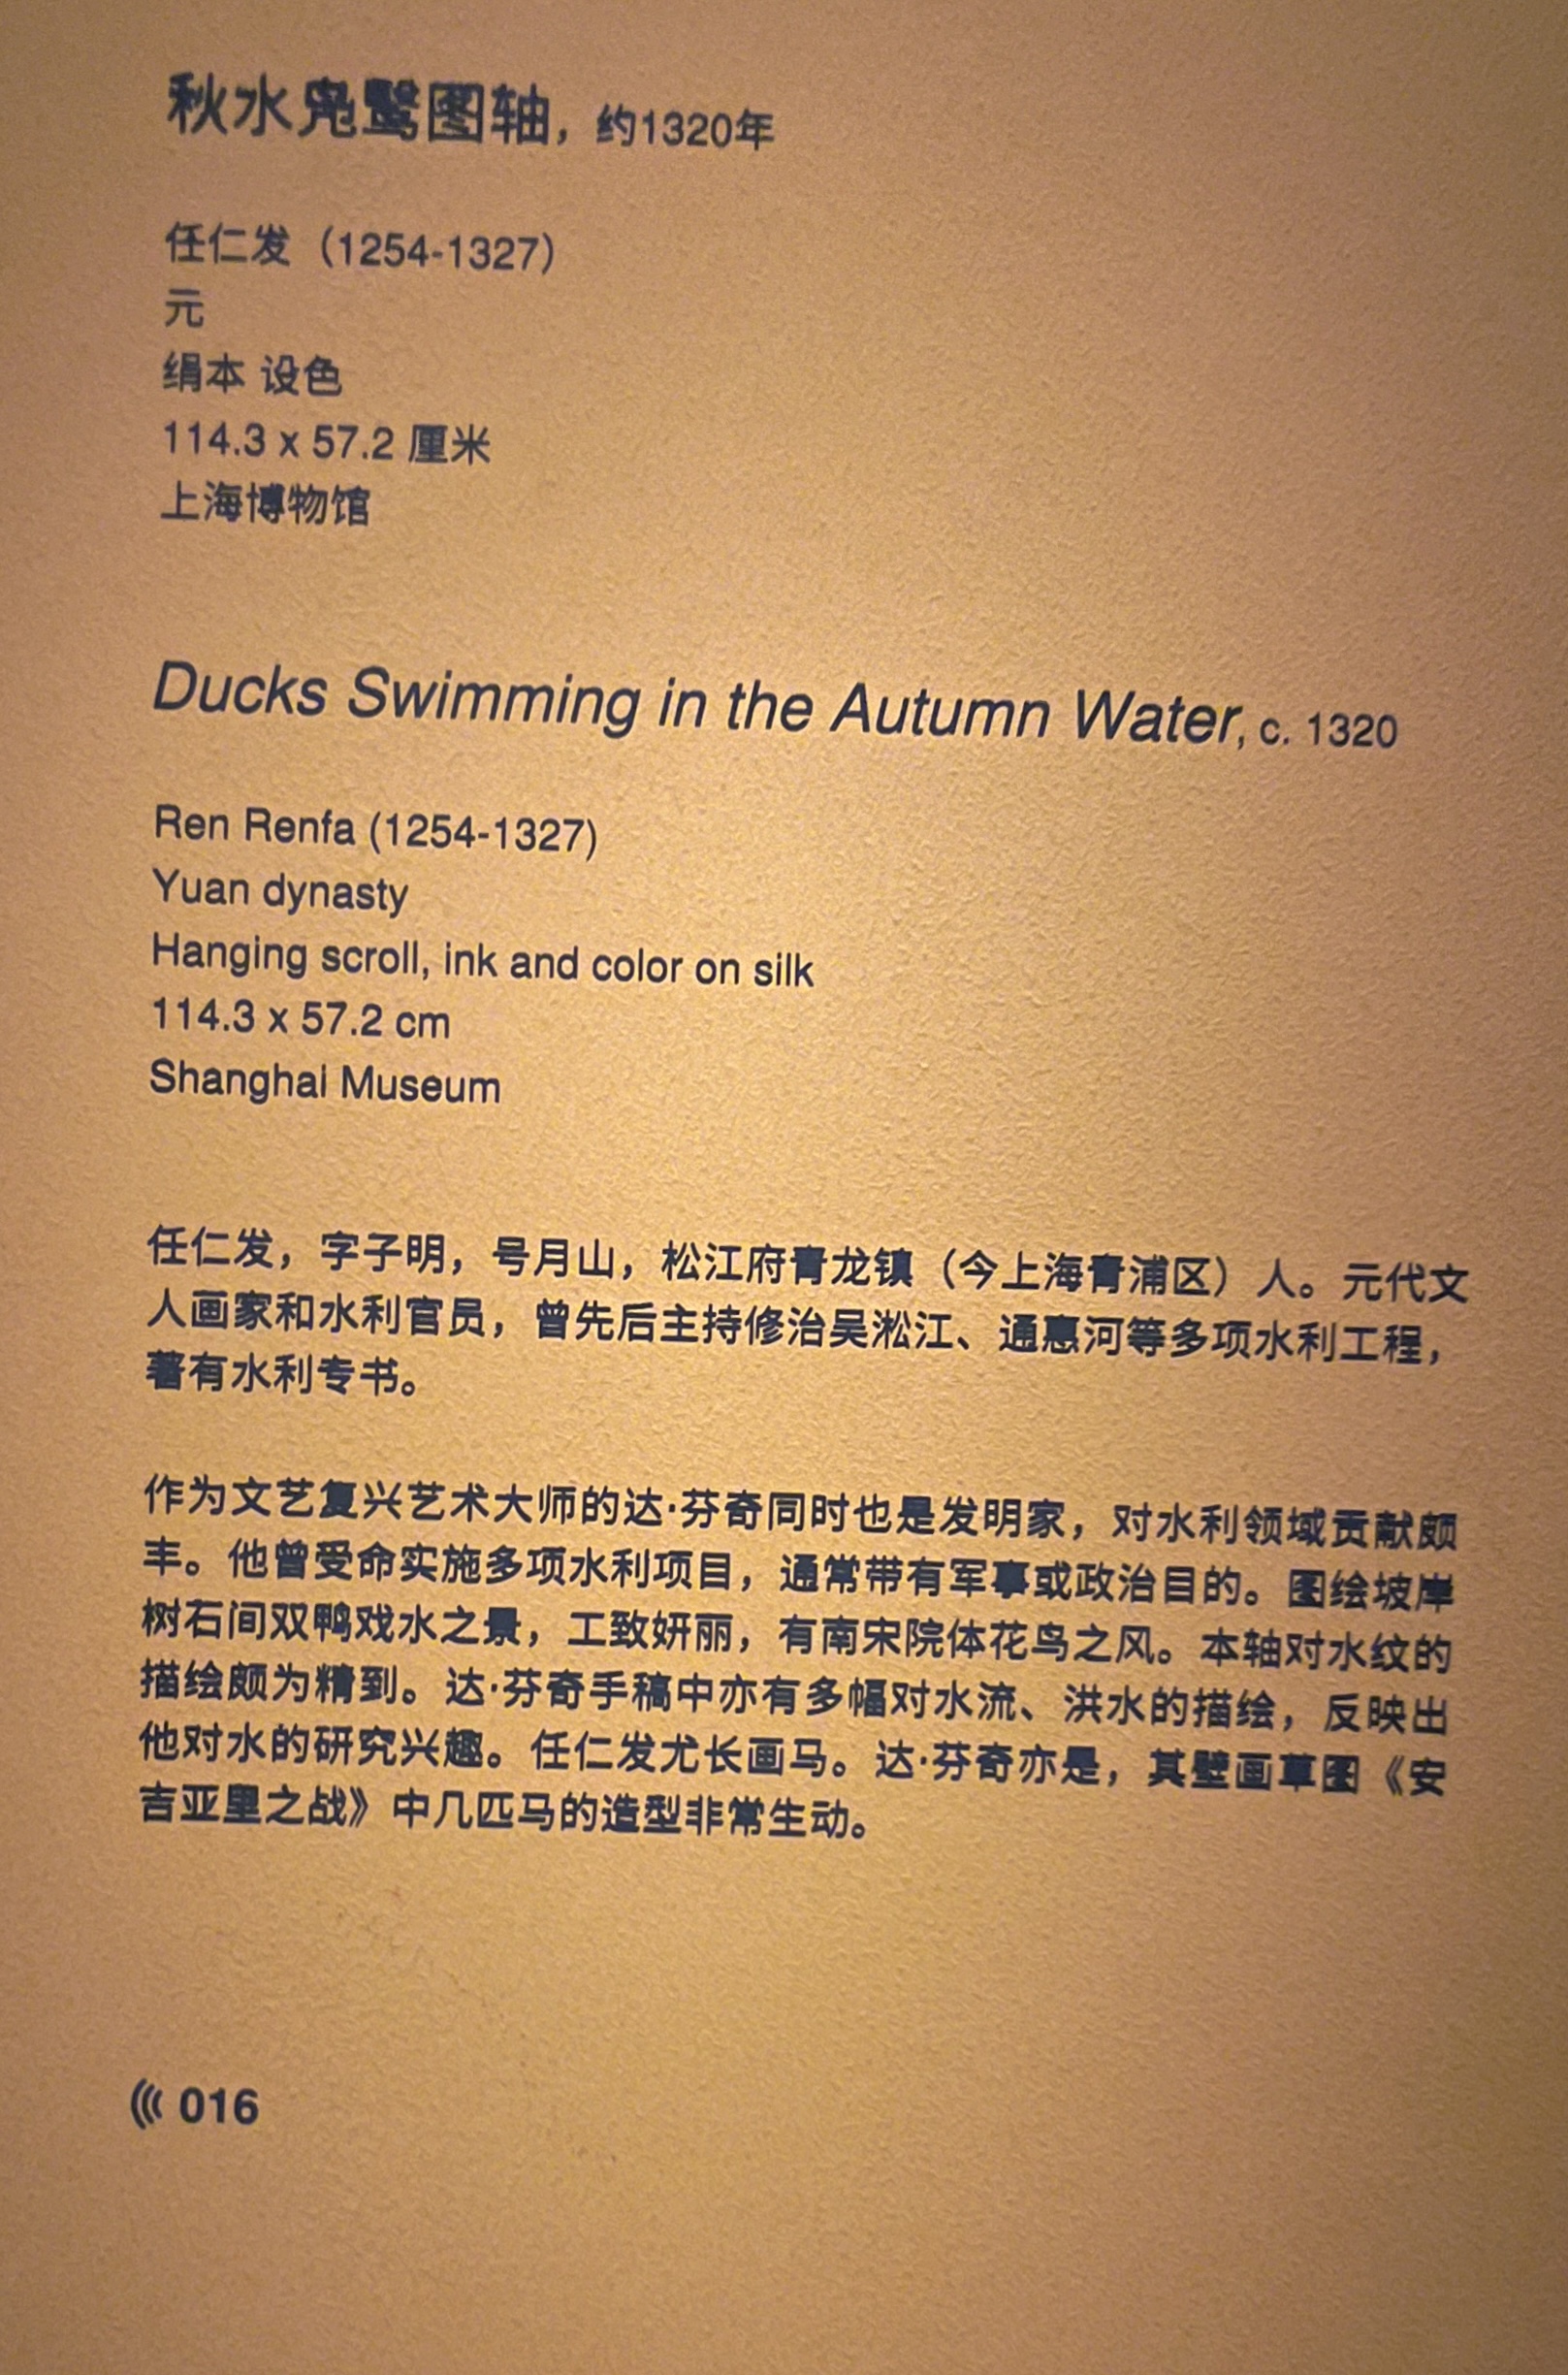 秋水凫鹥图轴，约1320年
任仁发（1254-1327）
元
绢本 设色
114.3 x 57.2 厘米
上海博物馆
Ducks Swimming in the Autumn Water, c. 1320
Ren Renfa (1254-1327)
Yuan dynasty
Hanging scroll, ink and color on silk
114.3 x 57.2 cm
Shanghai Museum
任仁发，字子明，号月山，松江府青龙镇（今上海青浦区）人。元代文
人画家和水利官员，曾先后主持修治吴淞江、通惠河等多项水利工程，
著有水利专书。
作为文艺复兴艺术大师的达·芬奇同时也是发明家，对水利领域贡献颇
丰。他曾受命实施多项水利项目，通常带有军事或政治目的。图绘坡岸
树石间双鸭戏水之景，工致妍丽，有南宋院体花鸟之风。本轴对水纹的
描绘颇为精到。达·芬奇手稿中亦有多幅对水流、洪水的描绘，反映出
他对水的研究兴趣。任仁发尤长画马。达·芬奇亦是，其壁画草图《安
吉亚里之战》中几匹马的造型非常生动。
016